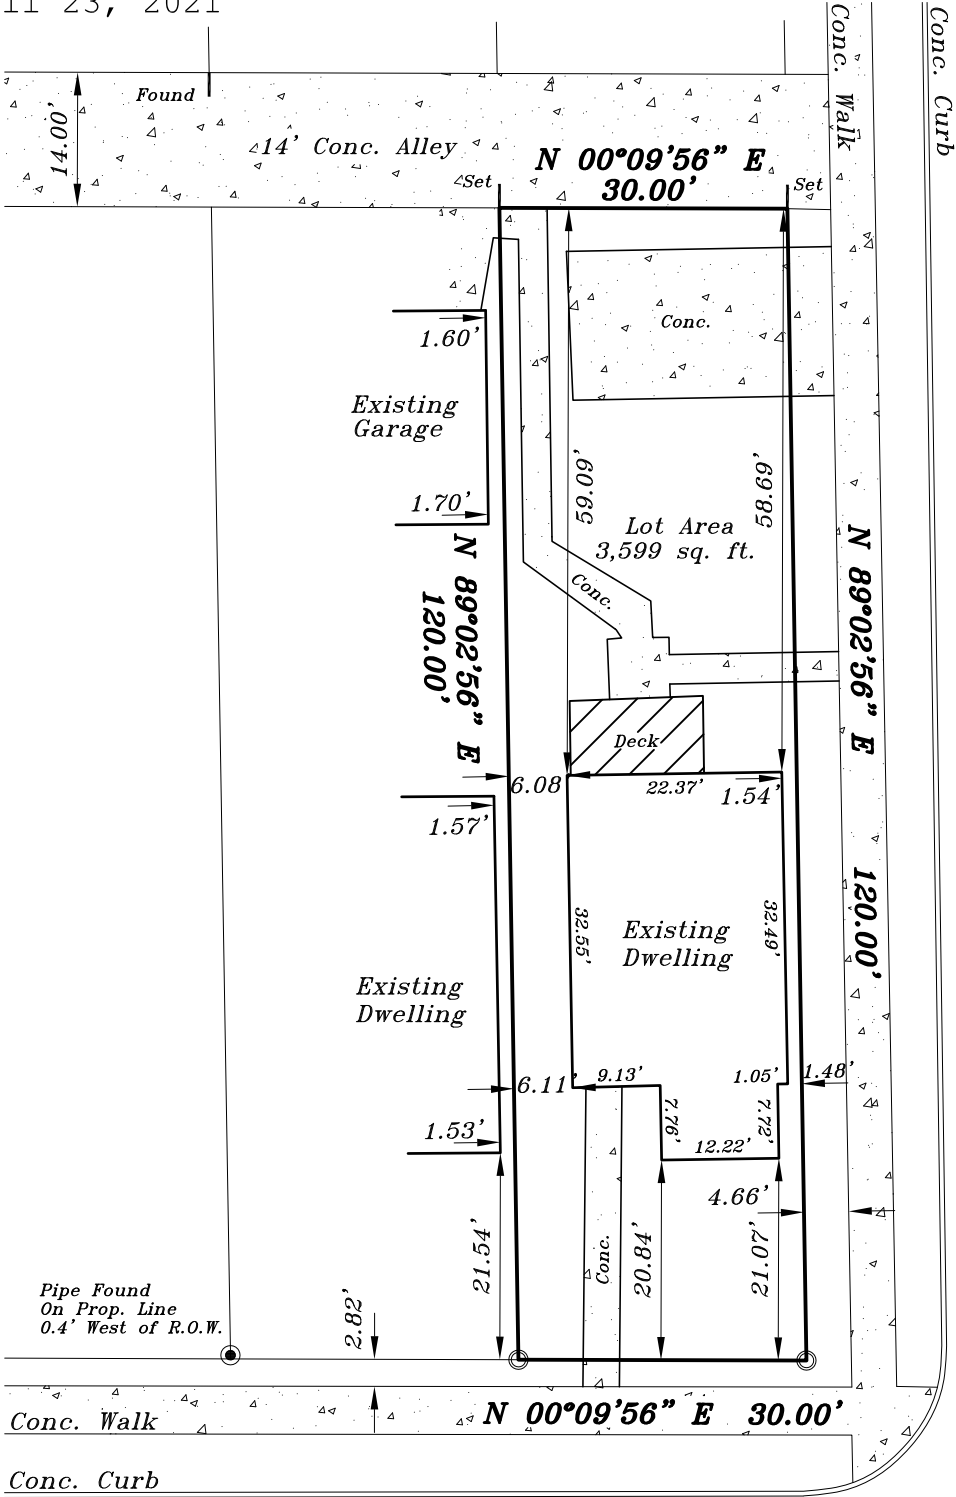 23, 2021
Conc. Walk
Conc. Curb
Found
14.00'
14' Conc. Alley
N 00°09'56" E
30.00'
Set
Set
Conc.
1.60'
Existing
Garage
1.70'
59.09'
58.69'
Lot Area
3,599 sq. ft.
N 89°02'56" E
120.00'
N 89°02'56" E 120.00'
Conc.
Deck
6.08
22.37'
1.54'
1.57'
32.55'
32.49'
Existing
Dwelling
Existing
Dwelling
6.11'
9.13'
1.05'
1.48'
7.76'
7.72'
1.53'
12.22'
4.66'
21.54'
Conc.
20.84'
21.07'
Pipe Found
On Prop. Line
0.4' West of R.O.W.
2.82'
Conc. Walk
N 00°09'56" E 30.00'
Conc. Curb